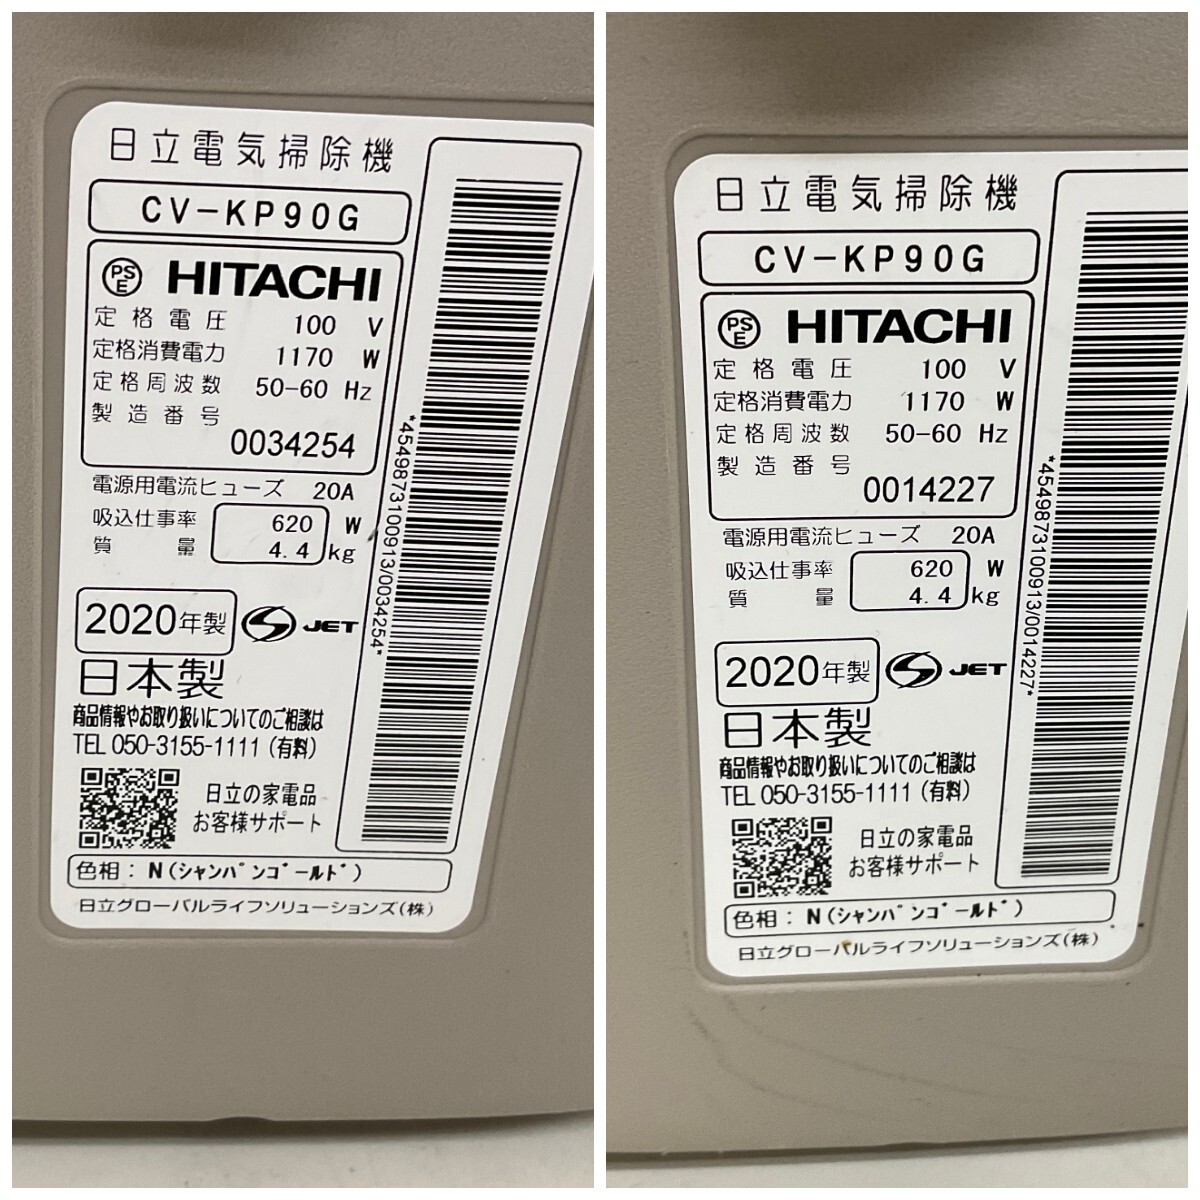 日立電気掃除機
CV-KP90G
PS
E
HITACHI
定格電圧 100 V
定格消費電力 1170 W
定格周波数 50-60 Hz
製造番号
0034254
電源用電流ヒューズ 20A
吸込仕事率 620 W
質量 4.4 kg
2020年製
S JET
日本製
商品情報やお取り扱いについてのご相談は
TEL 050-3155-1111(有料)
日立の家電品
お客様サポート
色相:N(シャンパンゴールド)
日立グローバルライフソリューションズ(株)
*4549873100913/0034254*
日立電気掃除機
CV-KP90G
PS
E
HITACHI
定格電圧 100 V
定格消費電力 1170 W
定格周波数 50-60 Hz
製造番号
0014227
電源用電流ヒューズ 20A
吸込仕事率 620 W
質量 4.4 kg
2020年製
S JET
日本製
商品情報やお取り扱いについてのご相談は
TEL 050-3155-1111(有料)
日立の家電品
お客様サポート
色相:N(シャンパンゴールド)
日立グローバルライフソリューションズ(株)
*4549873100913/0014227*